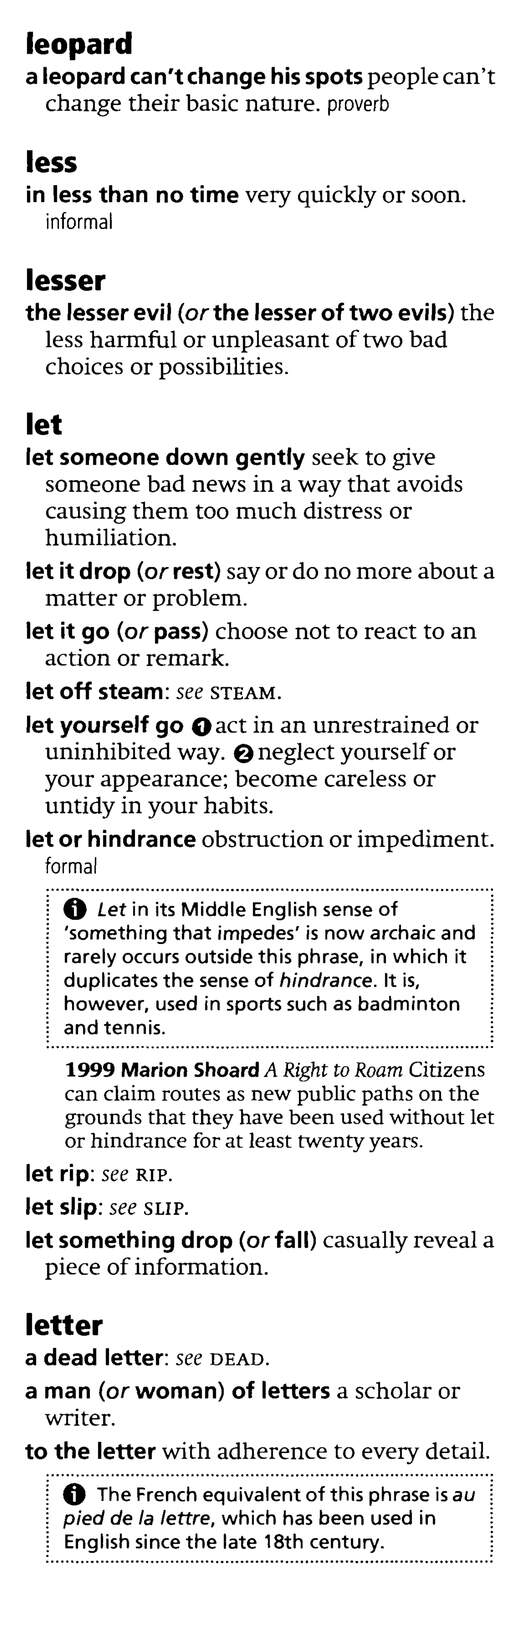 leopard
a leopard can't change his spots people can't
change their basic nature. proverb
less
in less than no time very quickly or soon.
informal
lesser
the lesser evil (or the lesser of two evils) the
less harmful or unpleasant of two bad
choices or possibilities.
let
let someone down gently seek to give
someone bad news in a way that avoids
causing them too much distress or
humiliation.
let it drop (or rest) say or do no more about a
matter or problem.
let it go (or pass) choose not to react to an
action or remark.
let off steam: see STEAM.
let yourself go ❶ act in an unrestrained or
uninhibited way. ❷ neglect yourself or
your appearance; become careless or
untidy in your habits.
let or hindrance obstruction or impediment.
formal
ℹ Let in its Middle English sense of
'something that impedes' is now archaic and
rarely occurs outside this phrase, in which it
duplicates the sense of hindrance. It is,
however, used in sports such as badminton
and tennis.
1999 Marion Shoard A Right to Roam Citizens
can claim routes as new public paths on the
grounds that they have been used without let
or hindrance for at least twenty years.
let rip: see RIP.
let slip: see SLIP.
let something drop (or fall) casually reveal a
piece of information.
letter
a dead letter: see DEAD.
a man (or woman) of letters a scholar or
writer.
to the letter with adherence to every detail.
ℹ The French equivalent of this phrase is au
pied de la lettre, which has been used in
English since the late 18th century.